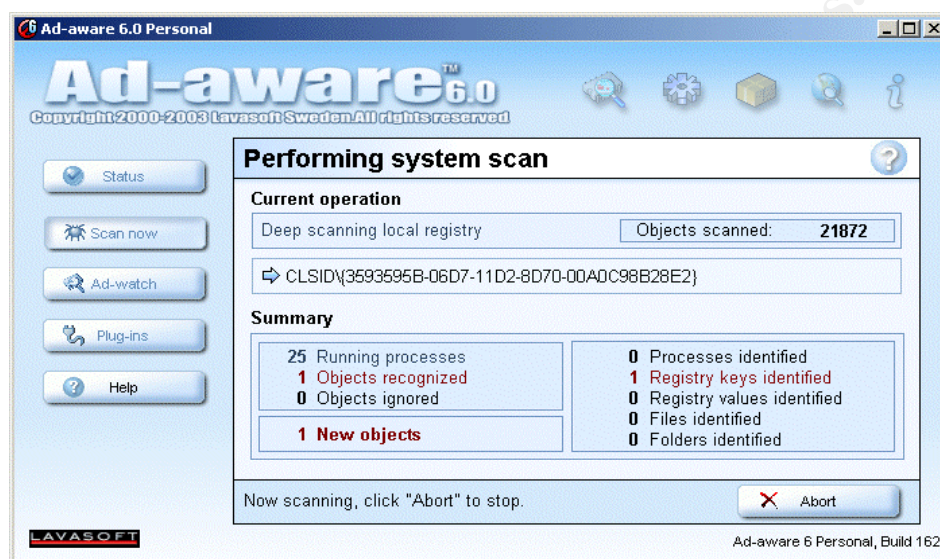 Ad-aware 6.0 Personal
Ad-aware 6.0™
Copyright 2000-2003 Lavasoft Sweden. All rights reserved
Status
Scan now
Ad-watch
Plug-ins
Help
Performing system scan
Current operation
Deep scanning local registry
Objects scanned: 21872
CLSID\{3593595B-06D7-11D2-8D70-00A0C98B28E2}
Summary
25 Running processes
1 Objects recognized
0 Objects ignored
1 New objects
0 Processes identified
1 Registry keys identified
0 Registry values identified
0 Files identified
0 Folders identified
Now scanning, click "Abort" to stop.
Abort
LAVASOFT
Ad-aware 6 Personal, Build 162